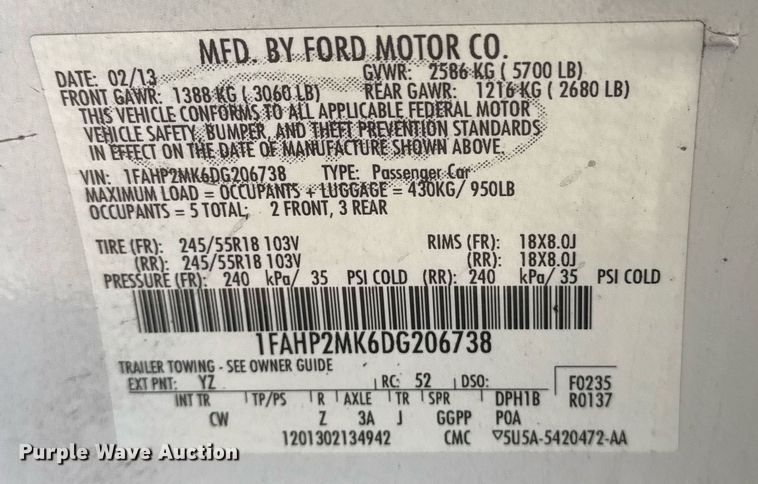 MFD. BY FORD MOTOR CO.
DATE: 02/13 GVWR: 2586 KG ( 5700 LB)
FRONT GAWR: 1388 KG ( 3060 LB) REAR GAWR: 1216 KG ( 2680 LB)
THIS VEHICLE CONFORMS TO ALL APPLICABLE FEDERAL MOTOR
VEHICLE SAFETY, BUMPER, AND THEFT PREVENTION STANDARDS
IN EFFECT ON THE DATE OF MANUFACTURE SHOWN ABOVE.
VIN: 1FAHP2MK6DG206738 TYPE: Passenger Car
MAXIMUM LOAD = OCCUPANTS + LUGGAGE = 430KG/ 950LB
OCCUPANTS = 5 TOTAL; 2 FRONT, 3 REAR
TIRE (FR): 245/55R18 103V RIMS (FR): 18X8.0J
(RR): 245/55R18 103V (RR): 18X8.0J
PRESSURE (FR): 240 kPa/ 35 PSI COLD (RR): 240 kPa/ 35 PSI COLD
1FAHP2MK6DG206738
TRAILER TOWING - SEE OWNER GUIDE
EXT PNT: YZ RC: 52 DSO: F0235
INT TR TP/PS R AXLE TR SPR DPH1B R0137
CW Z 3A J GGPP P0A
1201302134942 CMC ▽5U5A-5420472-AA
Purple Wave Auction